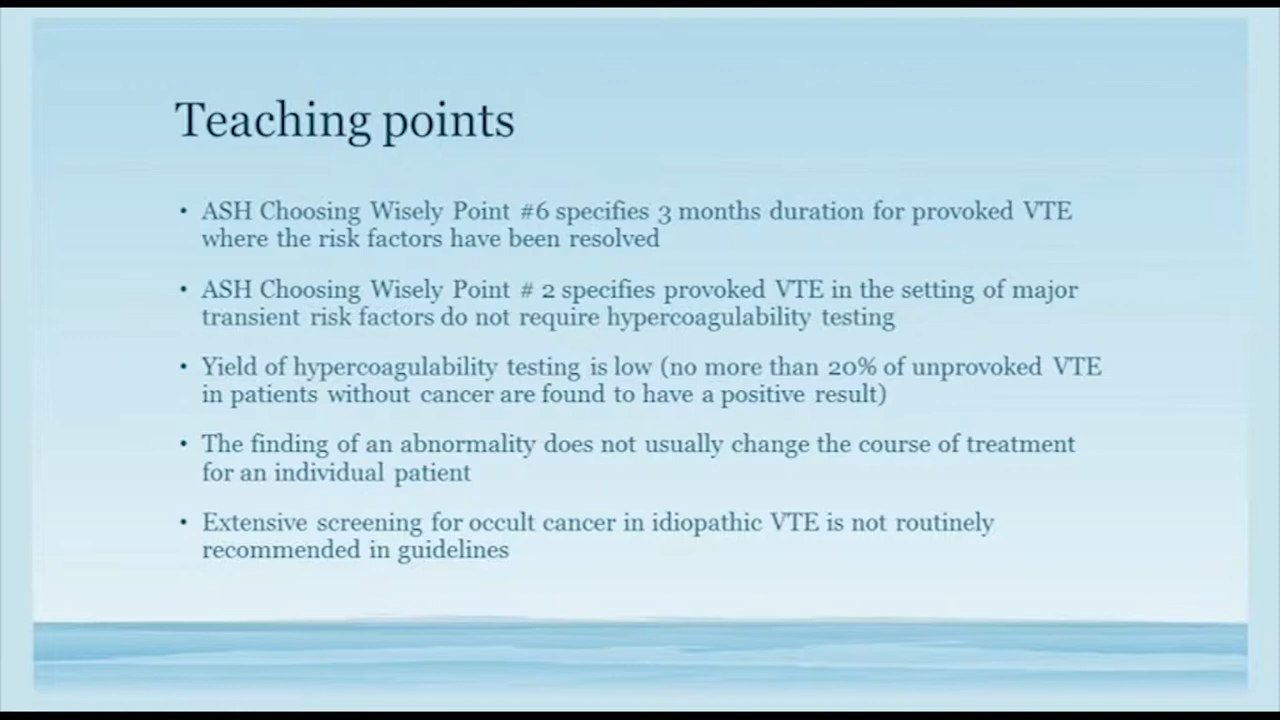 Teaching points
• ASH Choosing Wisely Point #6 specifies 3 months duration for provoked VTE
where the risk factors have been resolved
• ASH Choosing Wisely Point # 2 specifies provoked VTE in the setting of major
transient risk factors do not require hypercoagulability testing
• Yield of hypercoagulability testing is low (no more than 20% of unprovoked VTE
in patients without cancer are found to have a positive result)
• The finding of an abnormality does not usually change the course of treatment
for an individual patient
• Extensive screening for occult cancer in idiopathic VTE is not routinely
recommended in guidelines